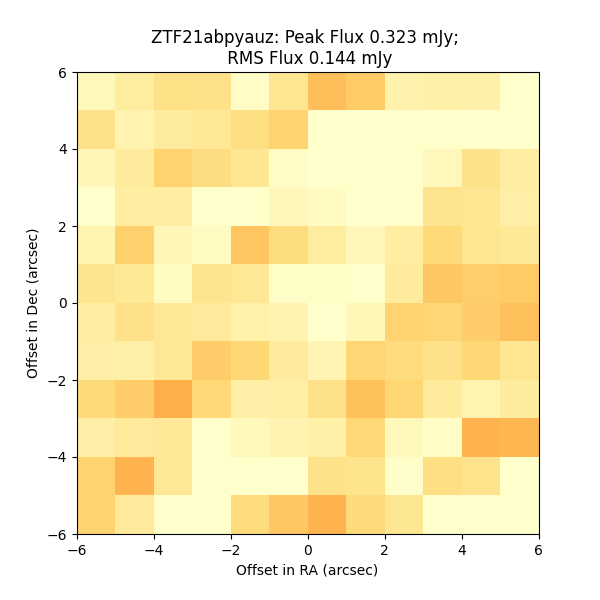 ZTF21abpyauz: Peak Flux 0.323 mJy;
RMS Flux 0.144 mJy
6
4
2
0
−2
−4
−6
Offset in Dec (arcsec)
−6 −4 −2 0 2 4 6
Offset in RA (arcsec)